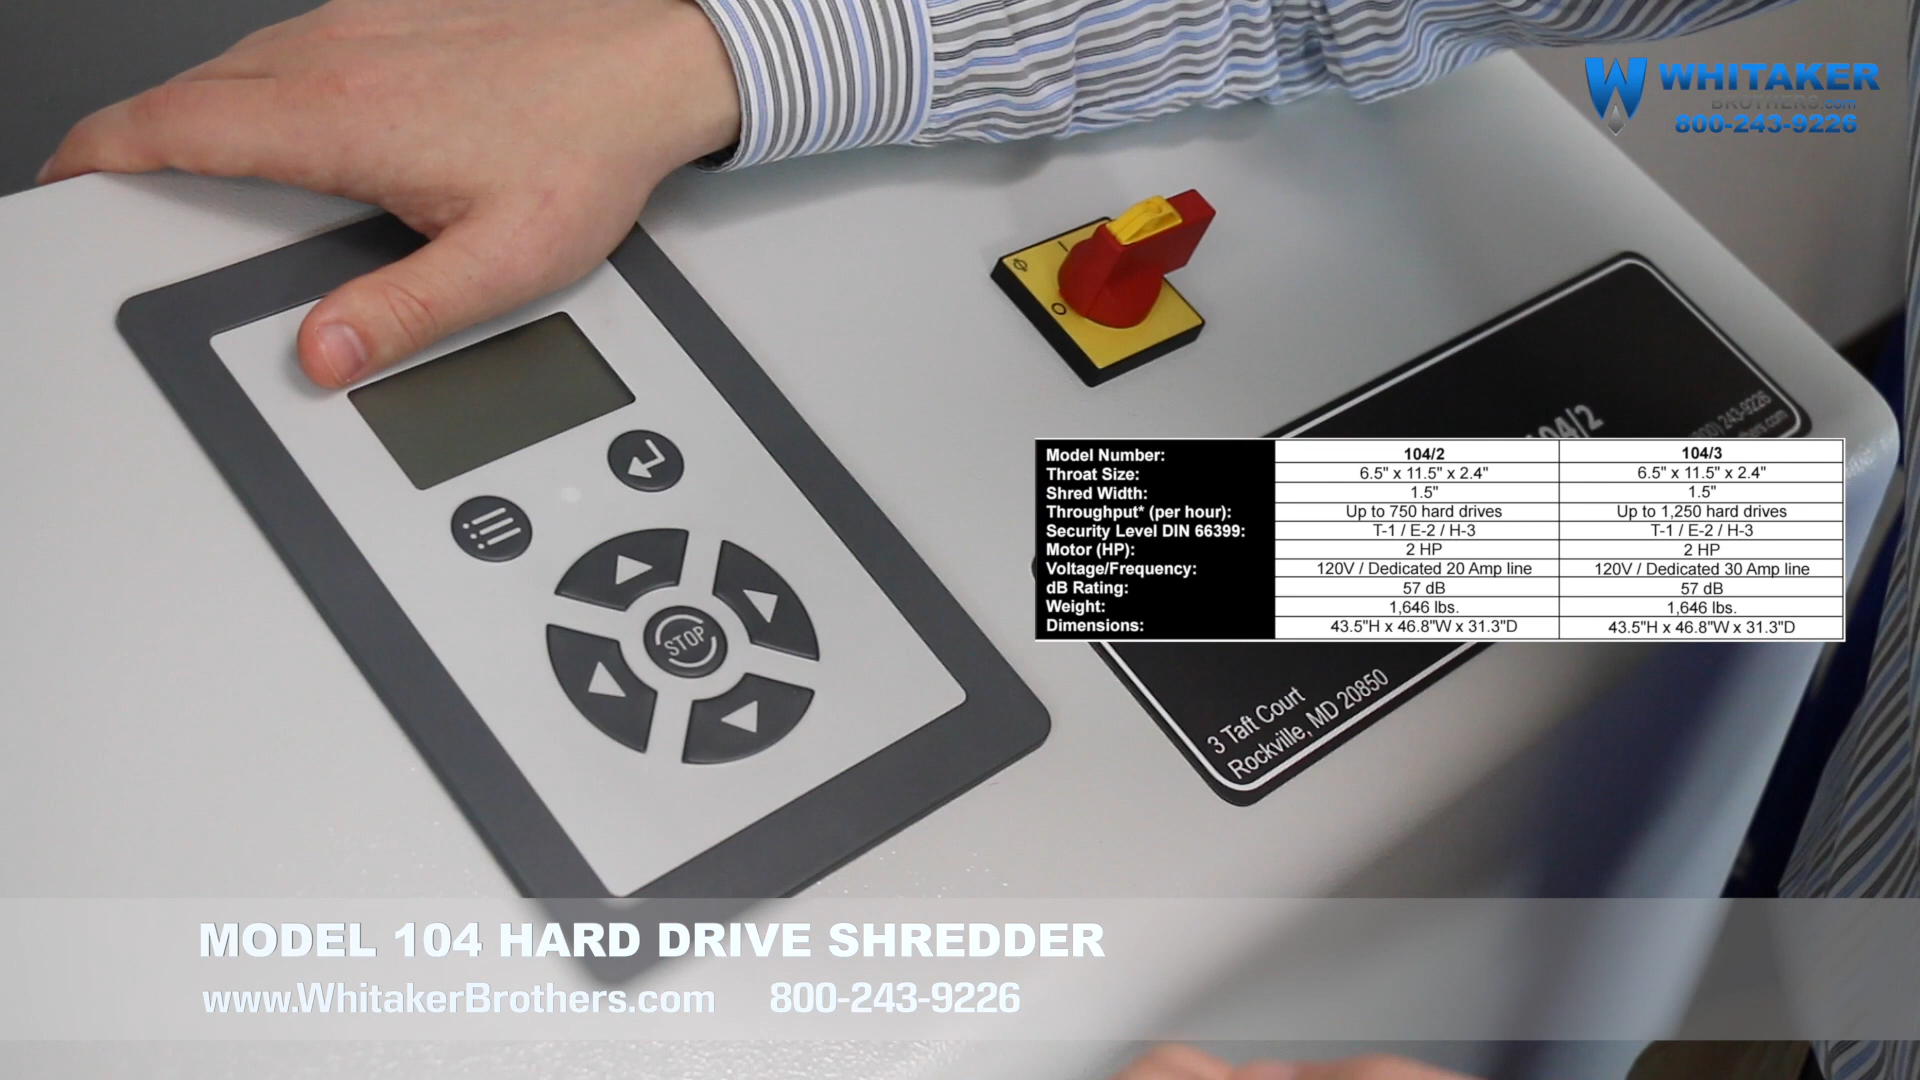 WHITAKER
BROTHERS.com
800-243-9226
STOP
104/2
243-9226
3 Taft Court
Rockville, MD 20850
Model Number: 104/2 104/3
Throat Size: 6.5" x 11.5" x 2.4" 6.5" x 11.5" x 2.4"
Shred Width: 1.5" 1.5"
Throughput* (per hour): Up to 750 hard drives Up to 1,250 hard drives
Security Level DIN 66399: T-1 / E-2 / H-3 T-1 / E-2 / H-3
Motor (HP): 2 HP 2 HP
Voltage/Frequency: 120V / Dedicated 20 Amp line 120V / Dedicated 30 Amp line
dB Rating: 57 dB 57 dB
Weight: 1,646 lbs. 1,646 lbs.
Dimensions: 43.5"H x 46.8"W x 31.3"D 43.5"H x 46.8"W x 31.3"D
MODEL 104 HARD DRIVE SHREDDER
www.WhitakerBrothers.com 800-243-9226